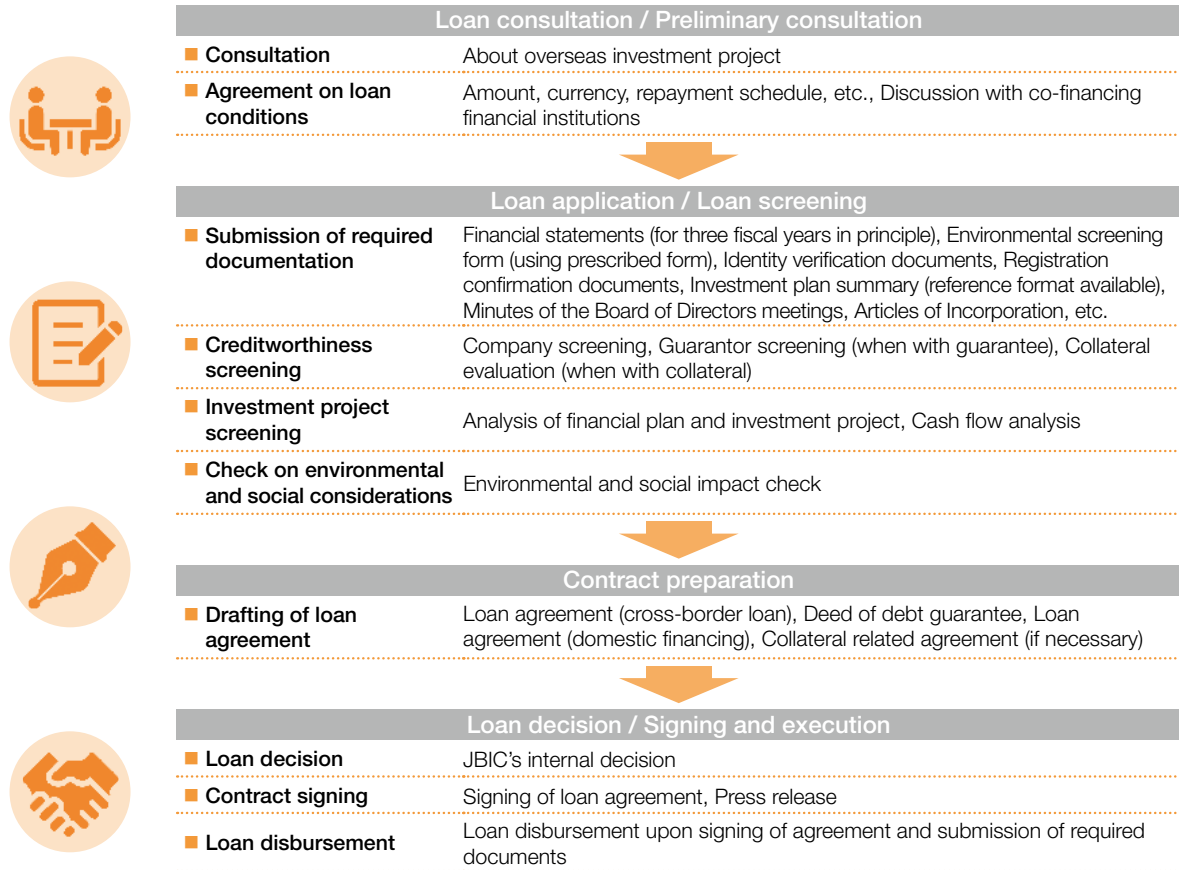 Loan consultation / Preliminary consultation
Consultation
About overseas investment project
Agreement on loan
conditions
Amount, currency, repayment schedule, etc., Discussion with co-financing
financial institutions
Loan application / Loan screening
Submission of required
documentation
Financial statements (for three fiscal years in principle), Environmental screening
form (using prescribed form), Identity verification documents, Registration
confirmation documents, Investment plan summary (reference format available),
Minutes of the Board of Directors meetings, Articles of Incorporation, etc.
Creditworthiness
screening
Company screening, Guarantor screening (when with guarantee), Collateral
evaluation (when with collateral)
Investment project
screening
Analysis of financial plan and investment project, Cash flow analysis
Check on environmental
and social considerations
Environmental and social impact check
Contract preparation
Drafting of loan
agreement
Loan agreement (cross-border loan), Deed of debt guarantee, Loan
agreement (domestic financing), Collateral related agreement (if necessary)
Loan decision / Signing and execution
Loan decision
JBIC's internal decision
Contract signing
Signing of loan agreement, Press release
Loan disbursement
Loan disbursement upon signing of agreement and submission of required
documents